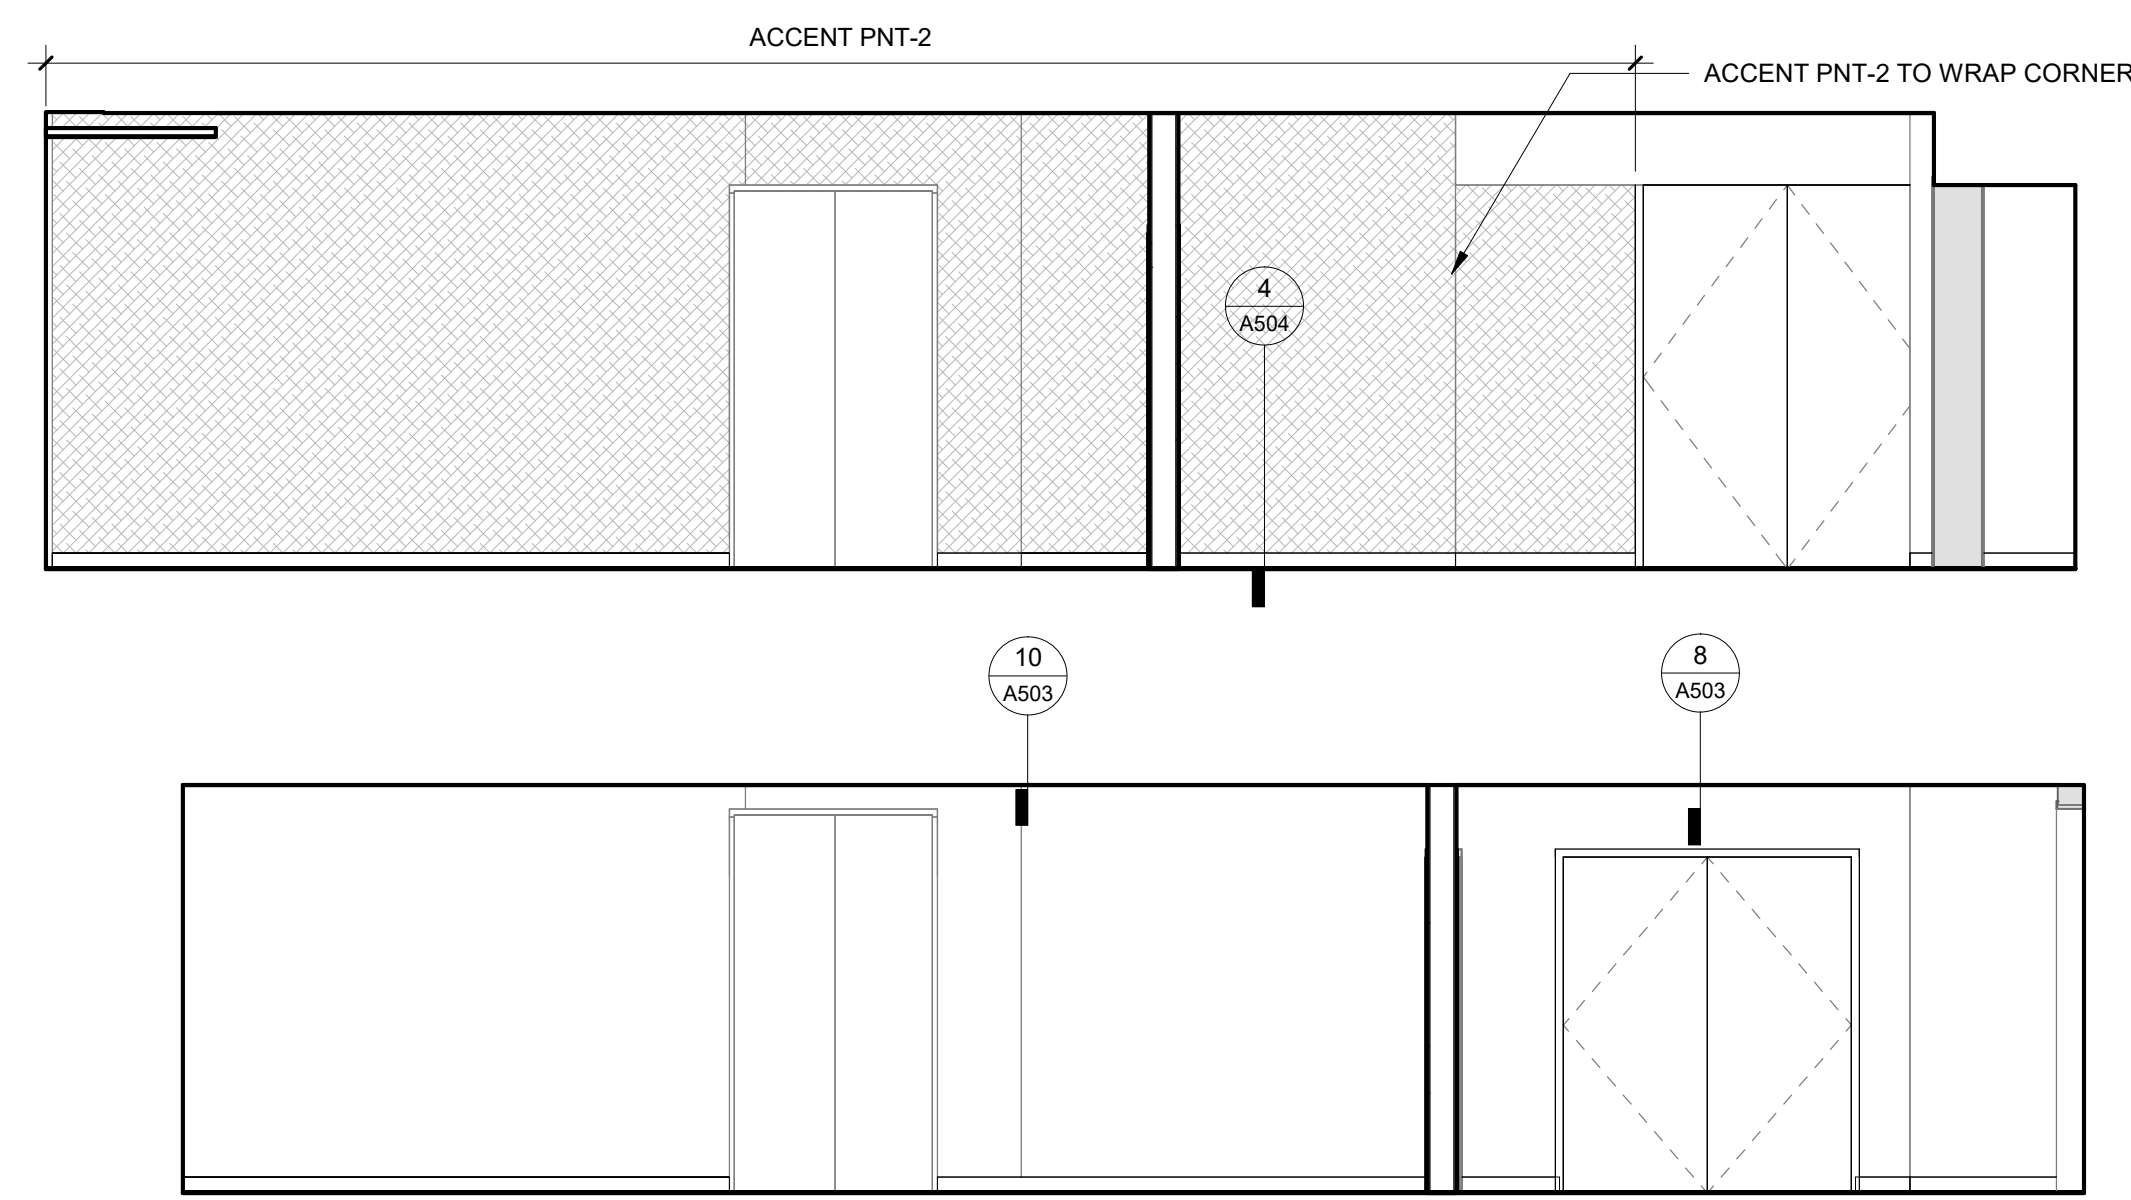 ACCENT PNT-2
ACCENT PNT-2 TO WRAP CORNER
4
A504
10
A503
8
A503